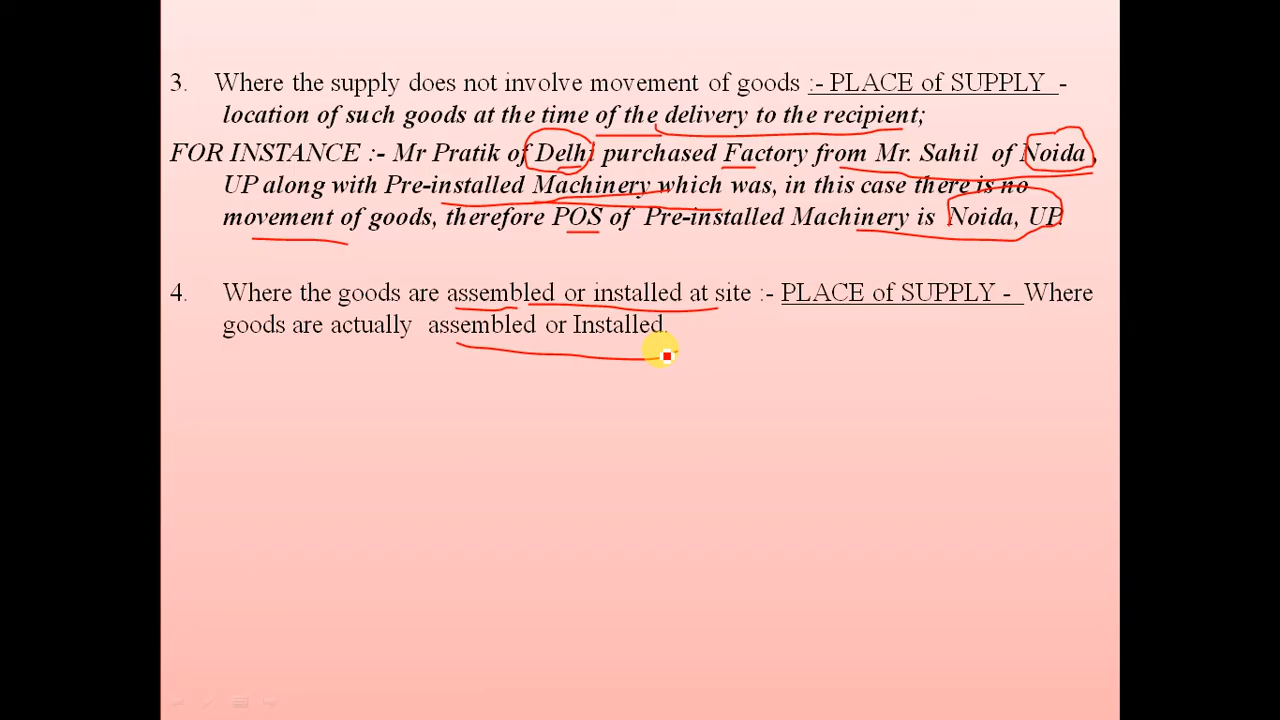 3. Where the supply does not involve movement of goods :- PLACE of SUPPLY -
location of such goods at the time of the delivery to the recipient;
FOR INSTANCE :- Mr Pratik of Delhi purchased Factory from Mr. Sahil of Noida ,
UP along with Pre-installed Machinery which was, in this case there is no
movement of goods, therefore POS of Pre-installed Machinery is Noida, UP.
4. Where the goods are assembled or installed at site :- PLACE of SUPPLY - Where
goods are actually assembled or Installed.